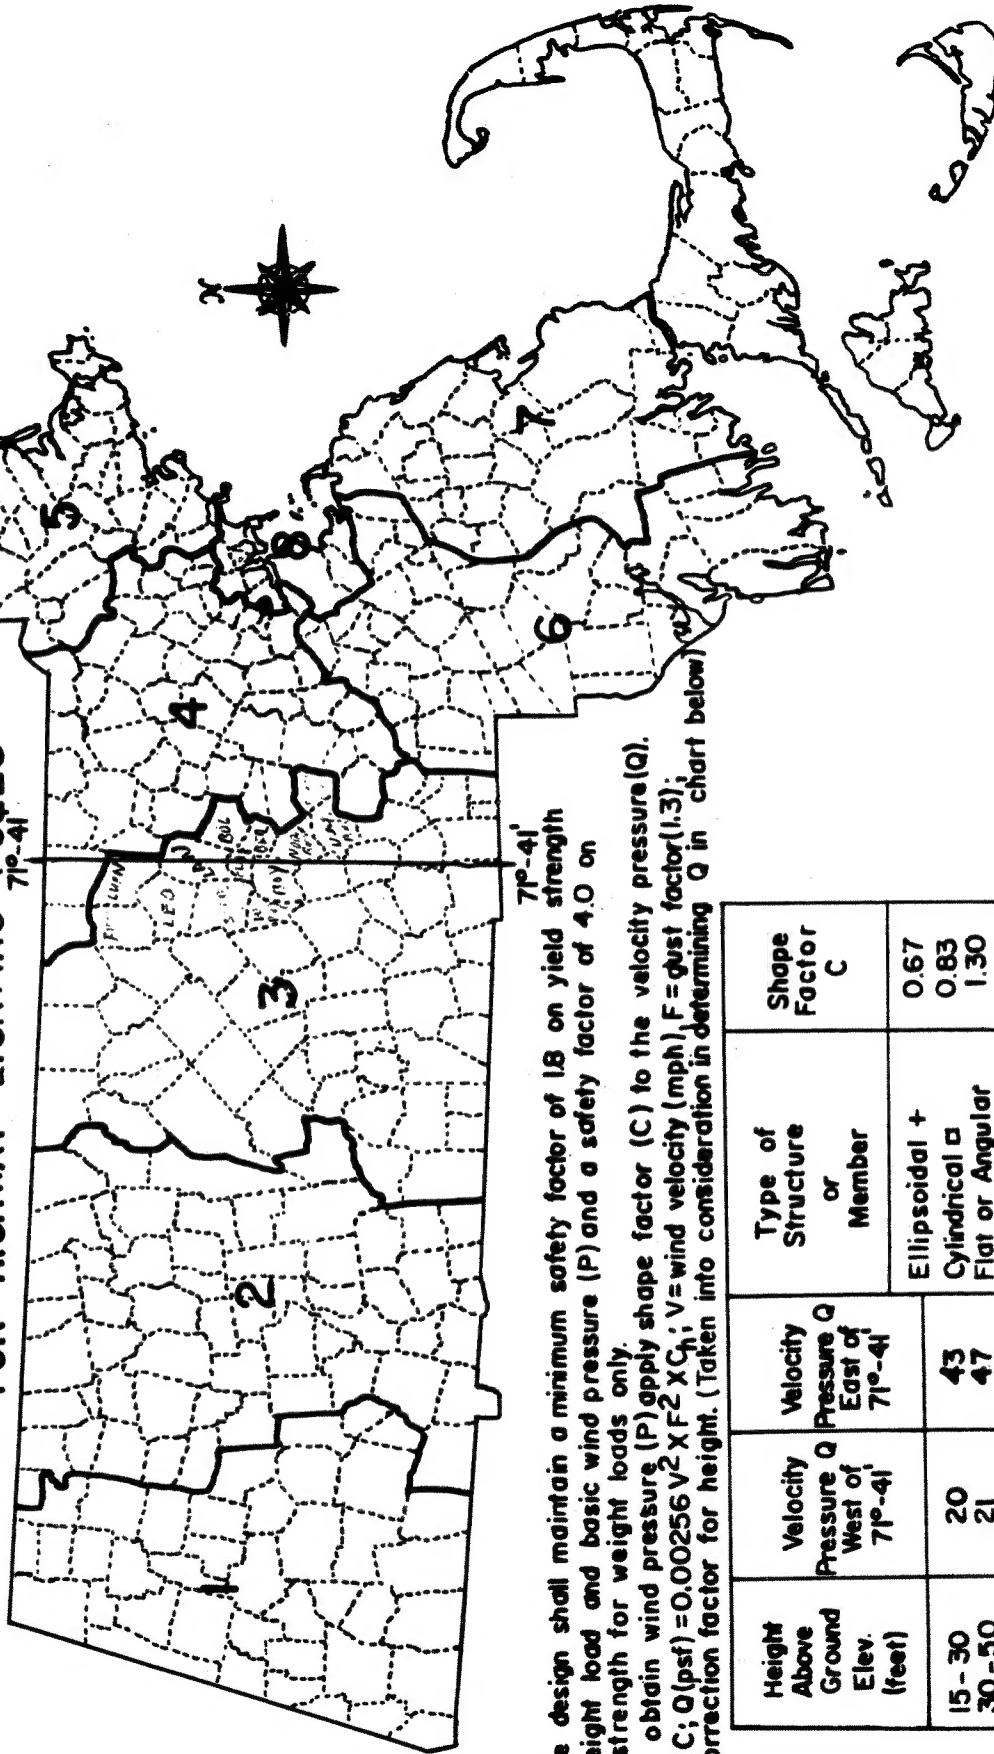 71°-41'
N
5
8
7
4
6
3
2
1
LUN
LEO
BOL
71°-41'
e design shall maintain a minimum safety factor of 1.8 on yield strength
eight load and basic wind pressure (P) and a safety factor of 4.0 on
strength for weight loads only.
obtain wind pressure (P) apply shape factor (C) to the velocity pressure (Q).
C; Q(psf) = 0.00256 V² X F² X Ch; V = wind velocity (mph), F = gust factor (1.3),
orrection factor for height. (Taken into consideration in determining Q in chart below)
Height Above Ground Elev. (feet)
Velocity Pressure Q West of 71°-41'
Velocity Pressure Q East of 71°-41'
Type of Structure or Member
Shape Factor C
15-30 20 43 Ellipsoidal + 0.67
30-50 21 47 Cylindrical □ 0.83
Flat or Angular 1.30